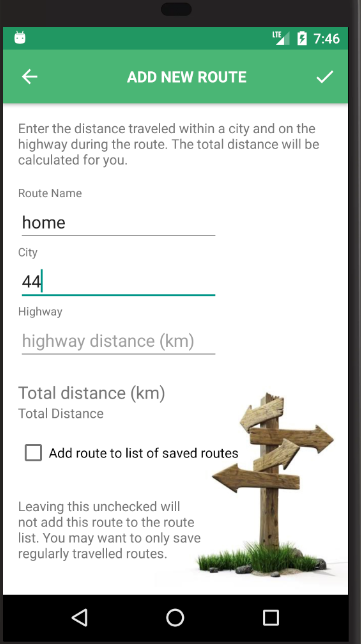 LTE 7:46
ADD NEW ROUTE
Enter the distance traveled within a city and on the
highway during the route. The total distance will be
calculated for you.
Route Name
home
City
44
Highway
highway distance (km)
Total distance (km)
Total Distance
Add route to list of saved routes
Leaving this unchecked will
not add this route to the route
list. You may want to only save
regularly travelled routes.